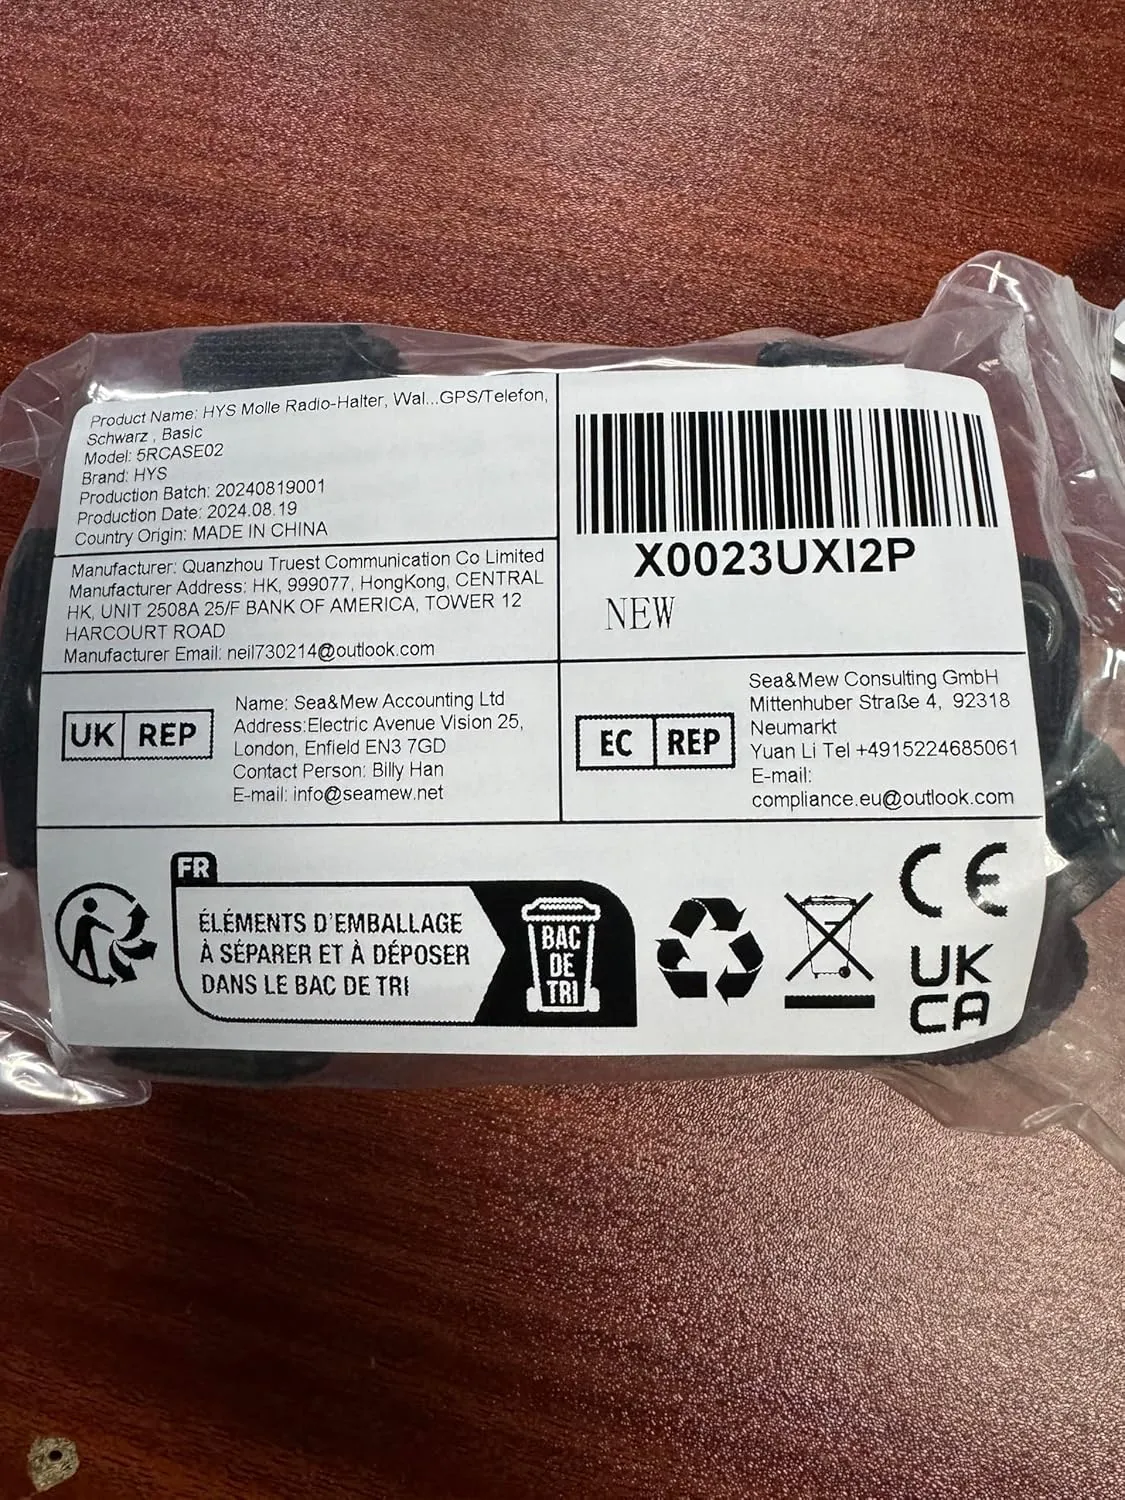 Product Name: HYS Molle Radio-Halter, Wal...GPS/Telefon,
Schwarz , Basic
Model: 5RCASE02
Brand: HYS
Production Batch: 20240819001
Production Date: 2024.08.19
Country Origin: MADE IN CHINA
Manufacturer: Quanzhou Truest Communication Co Limited
Manufacturer Address: HK, 999077, HongKong, CENTRAL
HK, UNIT 2508A 25/F BANK OF AMERICA, TOWER 12
HARCOURT ROAD
Manufacturer Email: neil730214@outlook.com
X0023UXI2P
NEW
UK REP
Name: Sea&Mew Accounting Ltd
Address:Electric Avenue Vision 25,
London, Enfield EN3 7GD
Contact Person: Billy Han
E-mail: info@seamew.net
EC REP
Sea&Mew Consulting GmbH
Mittenhuber Straße 4, 92318
Neumarkt
Yuan Li Tel +4915224685061
E-mail:
compliance.eu@outlook.com
FR
ÉLÉMENTS D'EMBALLAGE
À SÉPARER ET À DÉPOSER
DANS LE BAC DE TRI
BAC
DE
TRI
CE
UK
CA